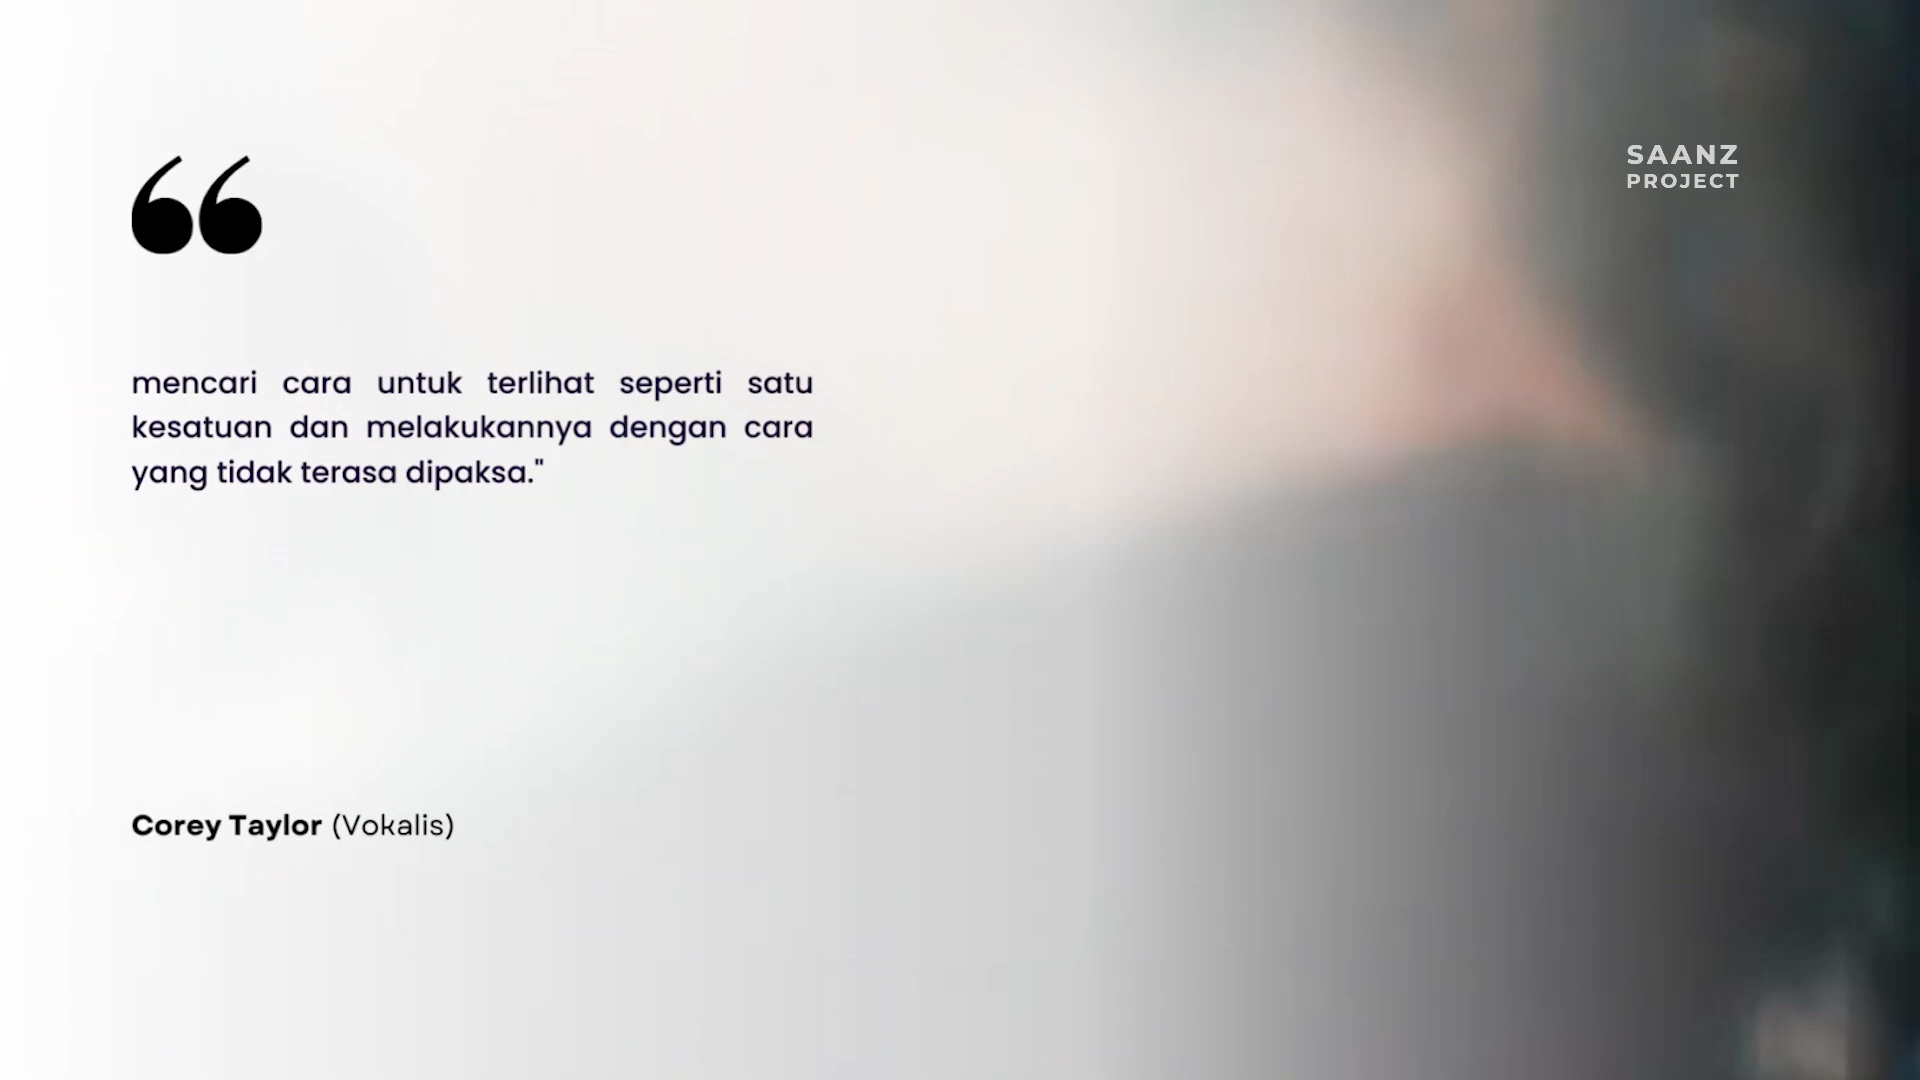 SAANZ
PROJECT
mencari cara untuk terlihat seperti satu
kesatuan dan melakukannya dengan cara
yang tidak terasa dipaksa."
Corey Taylor (Vokalis)